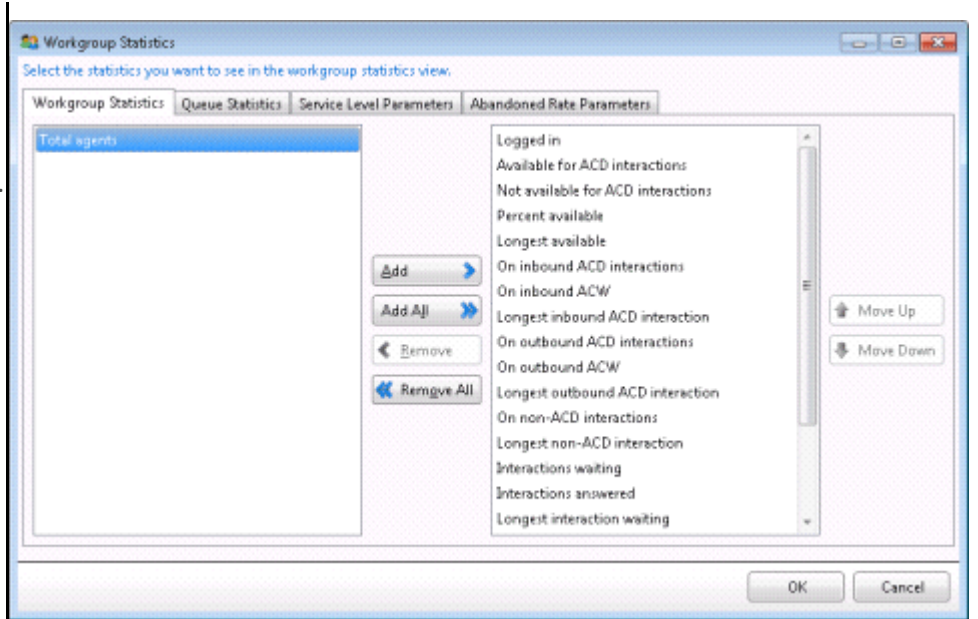 Workgroup Statistics
Select the statistics you want to see in the workgroup statistics view.
Workgroup Statistics
Queue Statistics
Service Level Parameters
Abandoned Rate Parameters
Total agents
Add
Add All
Remove
Remove All
Logged in
Available for ACD interactions
Not available for ACD interactions
Percent available
Longest available
On inbound ACD interactions
On inbound ACW
Longest inbound ACD interaction
On outbound ACD interactions
On outbound ACW
Longest outbound ACD interaction
On non-ACD interactions
Longest non-ACD interaction
Interactions waiting
Interactions answered
Longest interaction waiting
Move Up
Move Down
OK
Cancel